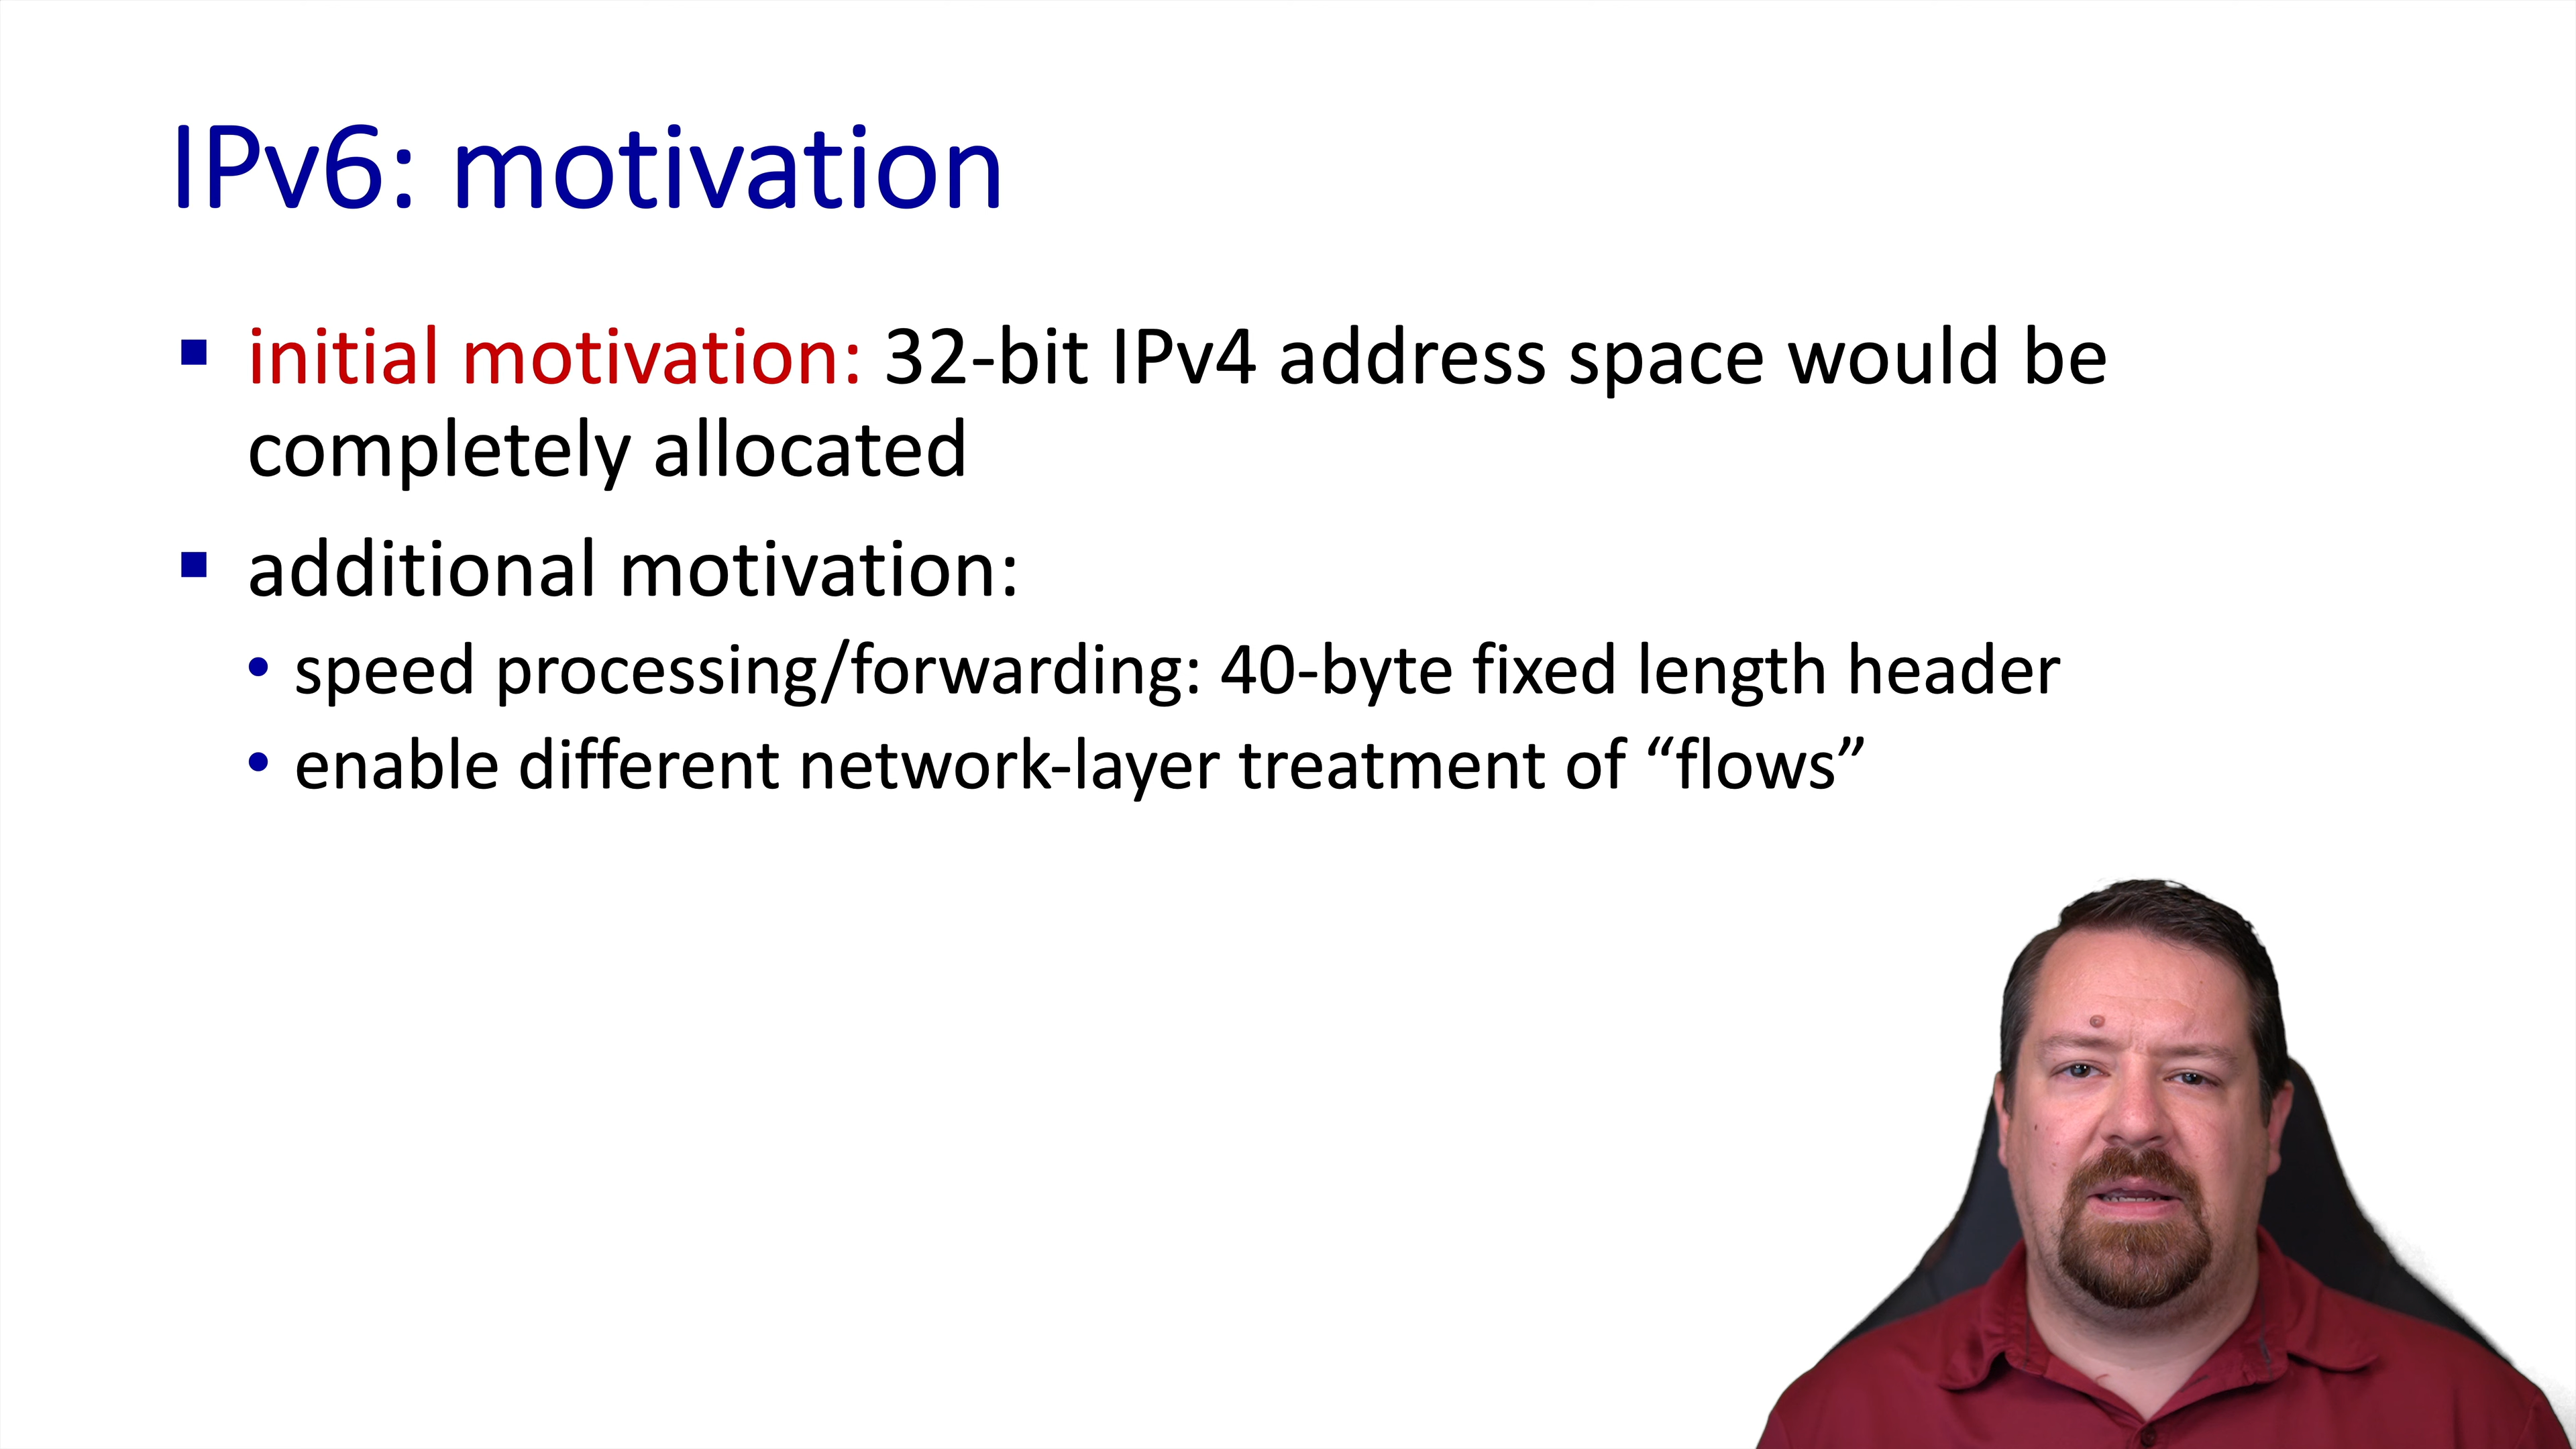 IPv6: motivation
initial motivation: 32-bit IPv4 address space would be
completely allocated
additional motivation:
speed processing/forwarding: 40-byte fixed length header
enable different network-layer treatment of “flows”